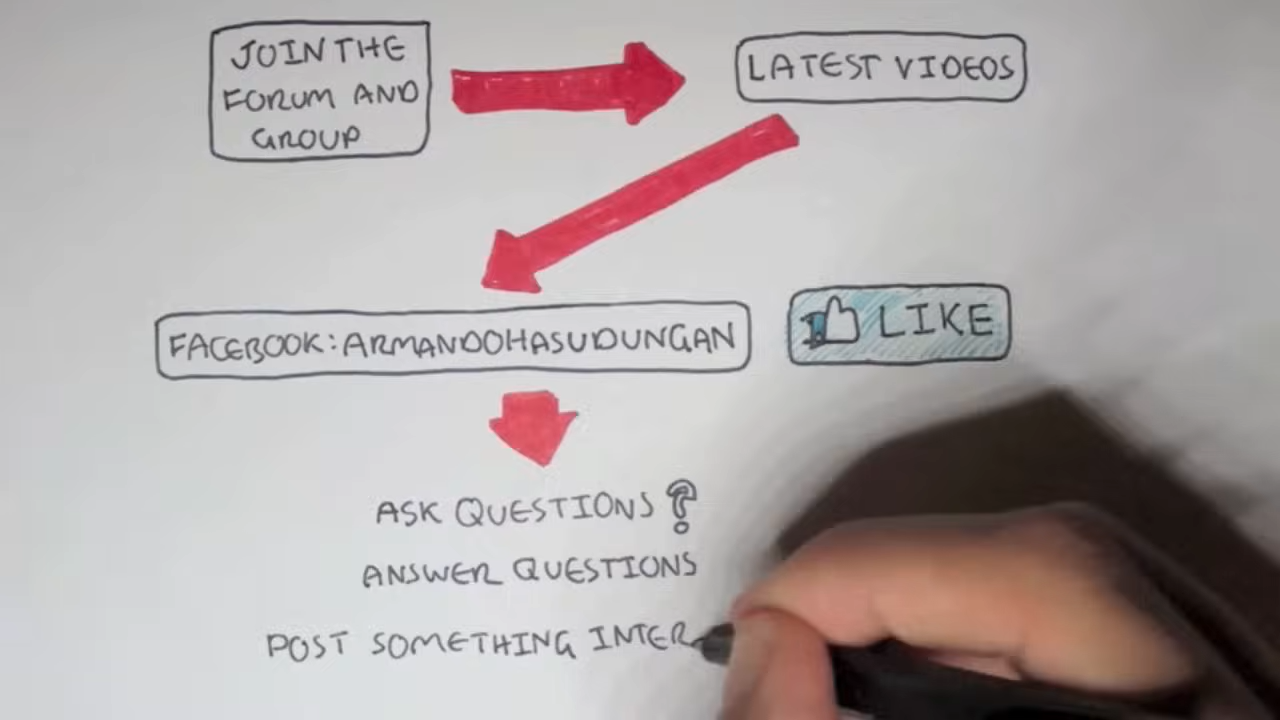 JOIN THE
FORUM AND
GROUP
LATEST VIDEOS
FACEBOOK:ARMANDOHASUDUNGAN
LIKE
ASK QUESTIONS?
ANSWER QUESTIONS
POST SOMETHING INTER